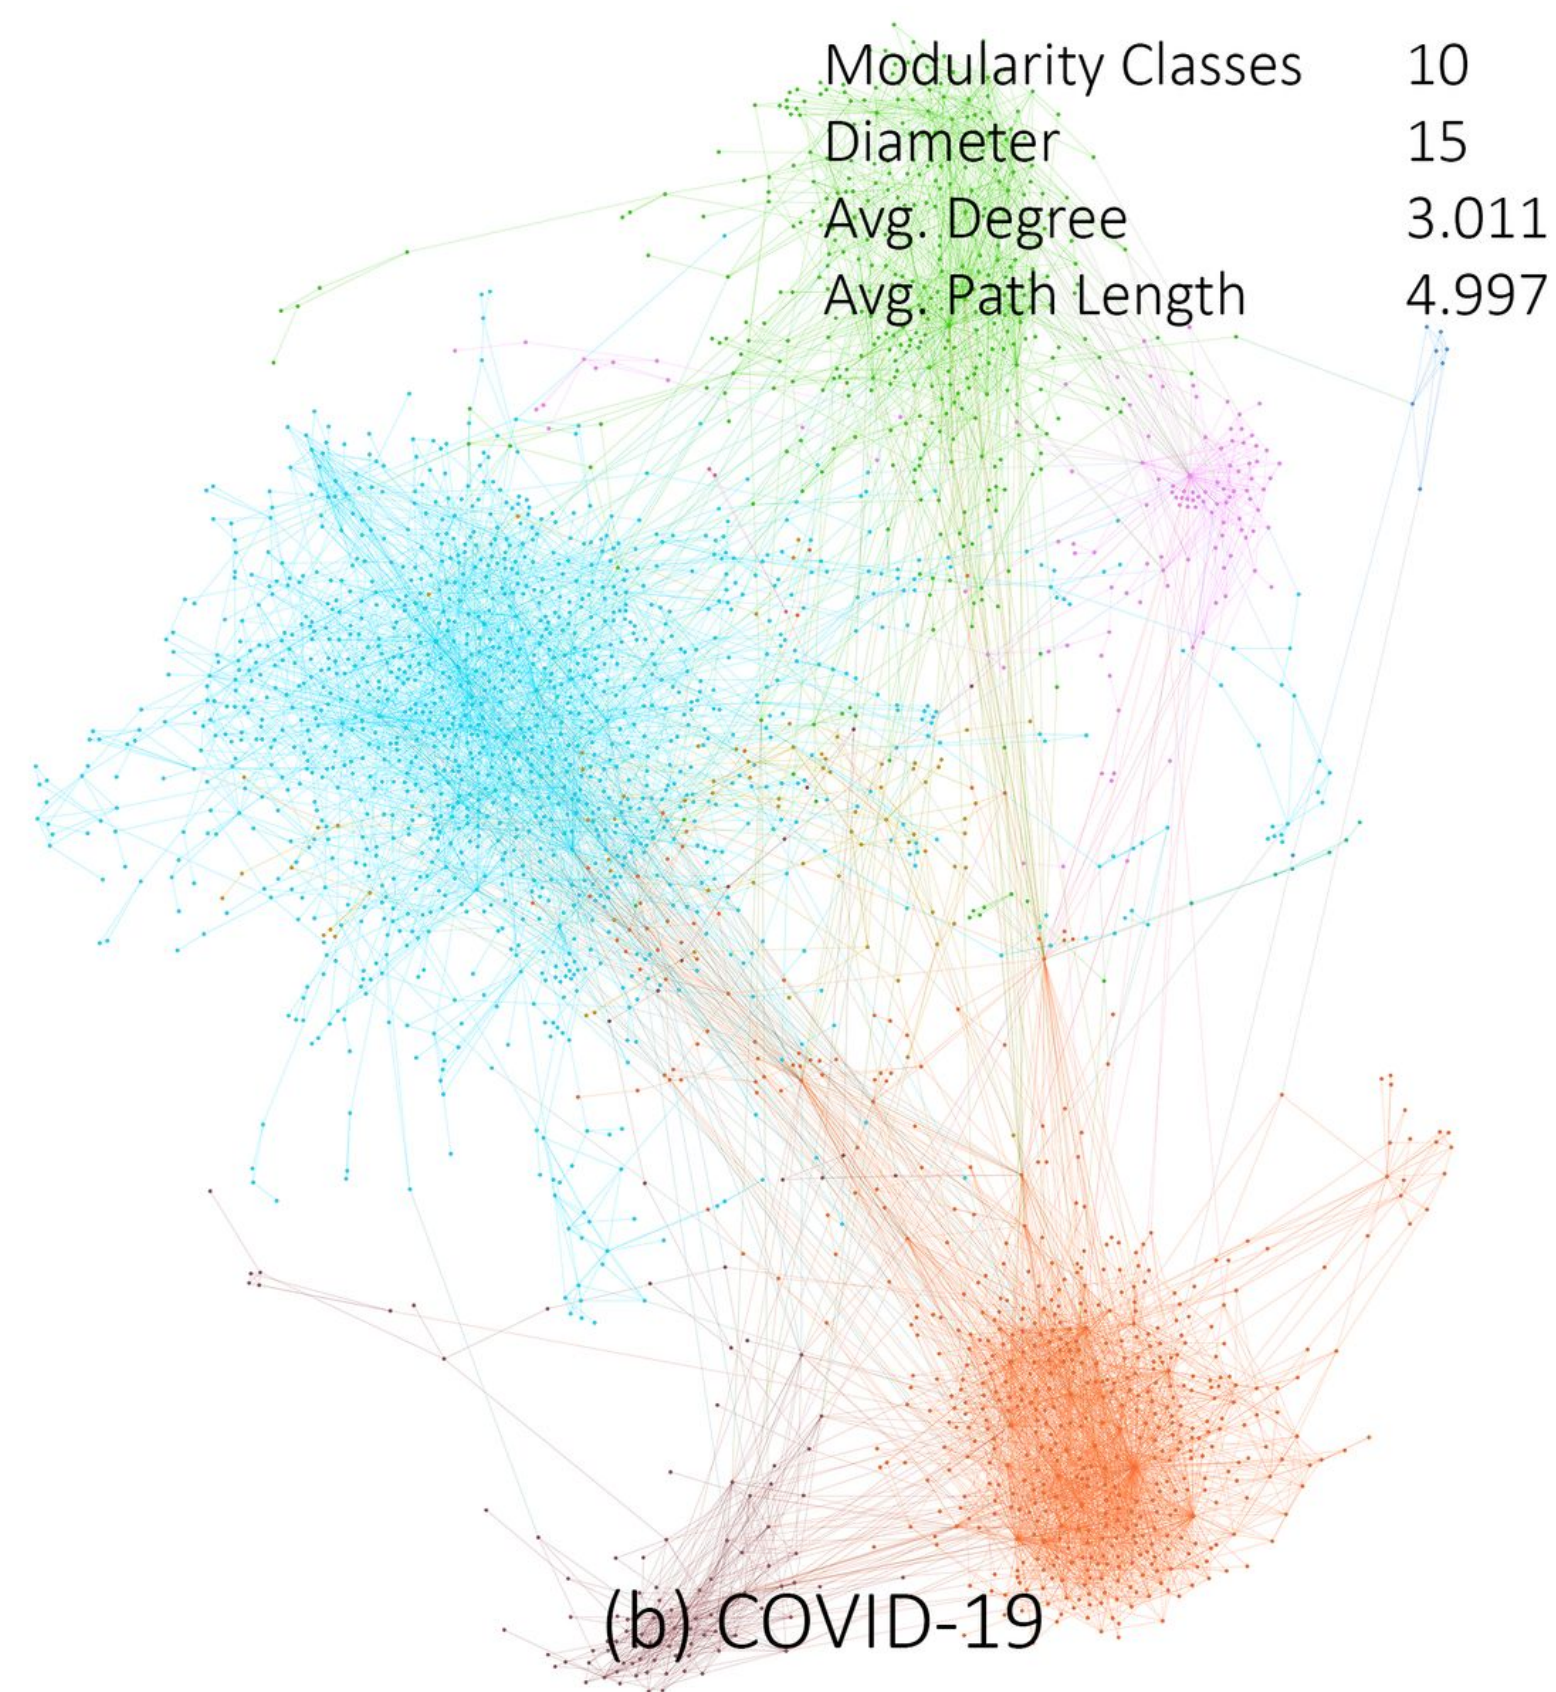 Modularity Classes 10
Diameter 15
Avg. Degree 3.011
Avg. Path Length 4.997
(b) COVID-19